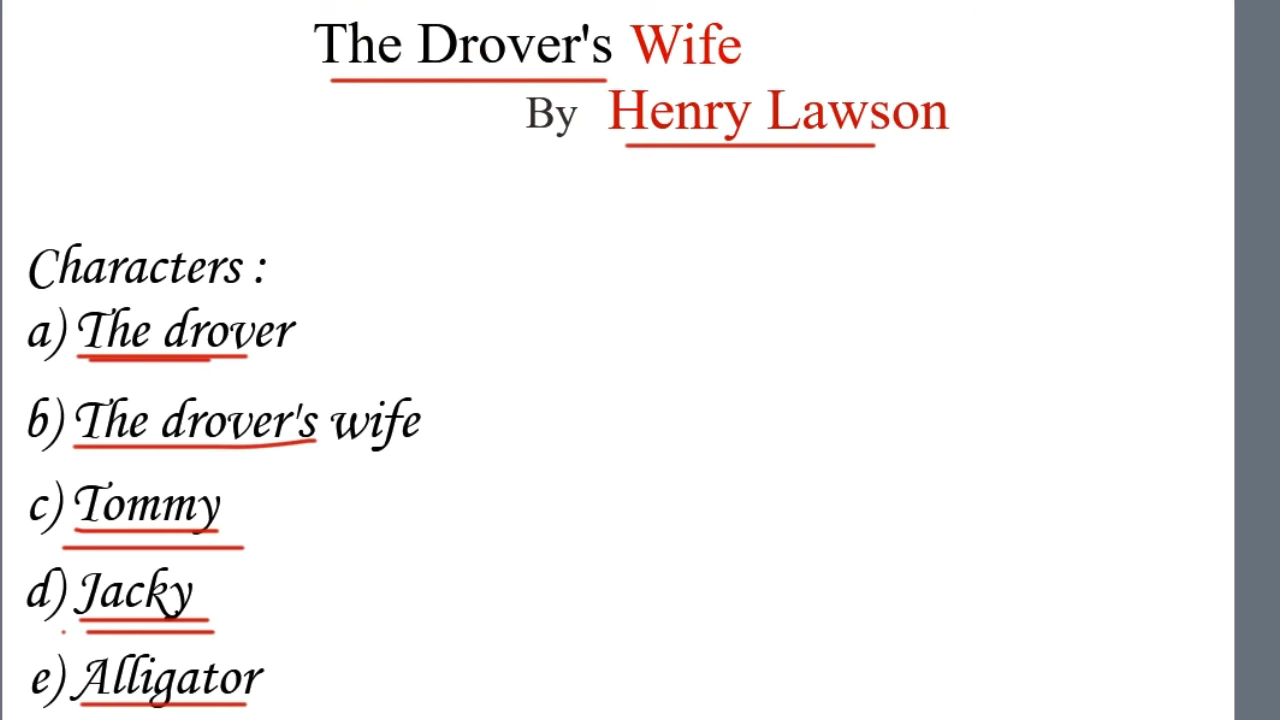 The Drover's Wife
By Henry Lawson
Characters :
a) The drover
b) The drover's wife
c) Tommy
d) Jacky
e) Alligator